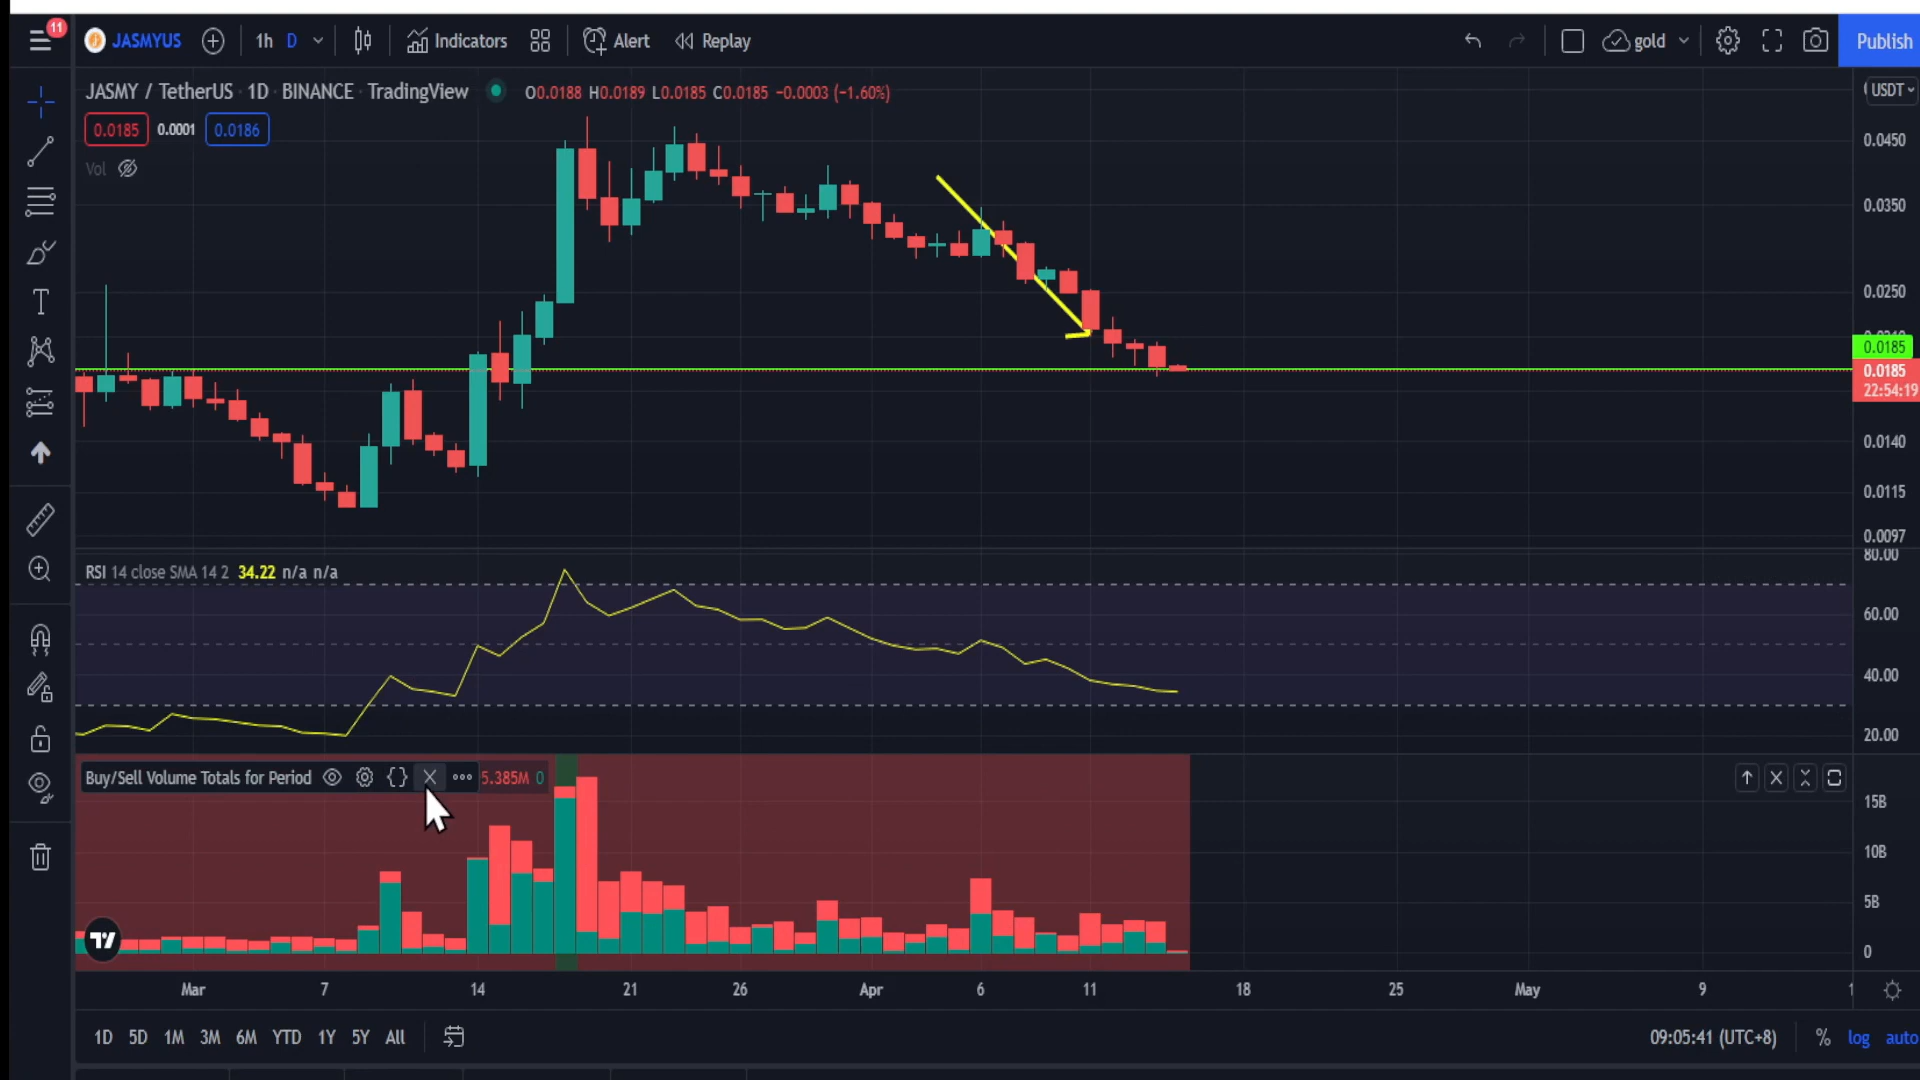 11
JASMYUS 1h D Indicators Alert Replay gold Publish
JASMY / TetherUS 1D BINANCE TradingView O0.0188 H0.0189 L0.0185 C0.0185 −0.0003 (−1.60%)
USDT
0.0185 0.0001 0.0186
Vol
0.0450
0.0350
0.0250
0.0185
0.0185
22:54:19
0.0140
0.0115
0.0097
80.00
RSI 14 close SMA 14 2 34.22 n/a n/a
60.00
40.00
20.00
Buy/Sell Volume Totals for Period {} 5.385M 0
15B
10B
5B
0
Mar 7 14 21 26 Apr 6 11 18 25 May 9
1D 5D 1M 3M 6M YTD 1Y 5Y All 09:05:41 (UTC+8) % log auto